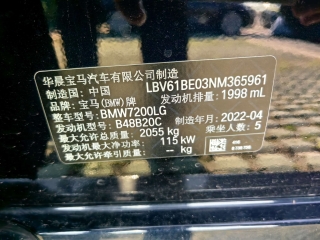 华晨宝马汽车有限公司制造
制造国：中国 LBV61BE03NM365961
品牌：宝马(BMW)牌 发动机排量：1998 mL
整车型号：BMW7200LG
发动机型号：B48B20C 制造年月：2022-04
最大允许总质量：2055 kg 乘坐人数：5
发动机最大净功率：115 kW
最大允许牵引质量：-- kg